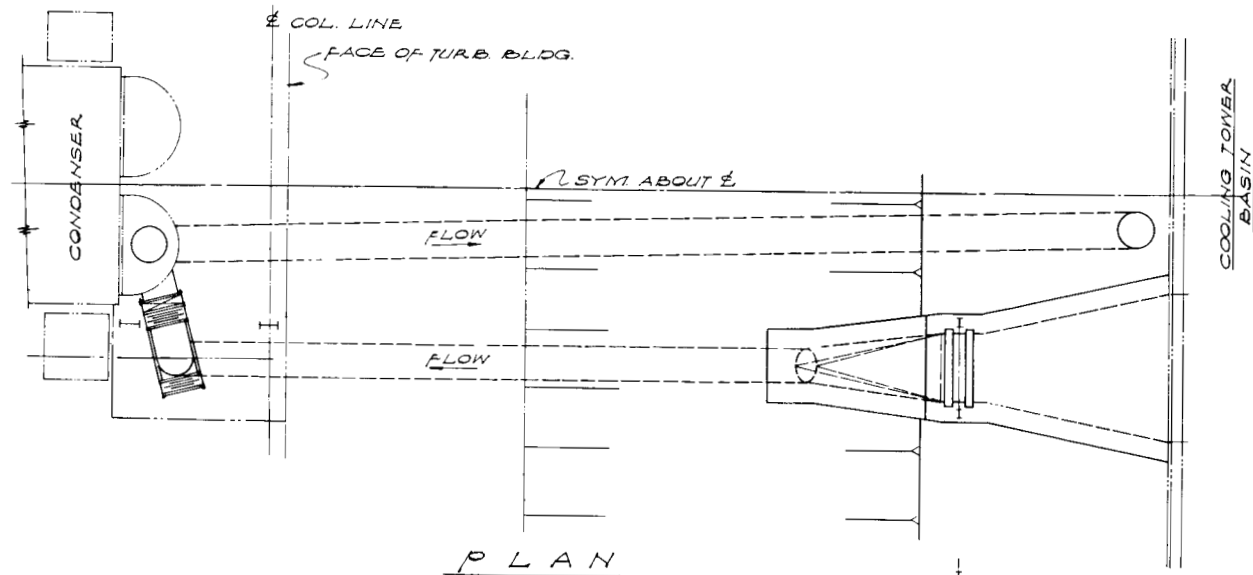 ℄ COL. LINE
FACE OF TURB. BLDG.
CONDENSER
SYM. ABOUT ℄
FLOW
FLOW
COOLING TOWER
BASIN
PLAN